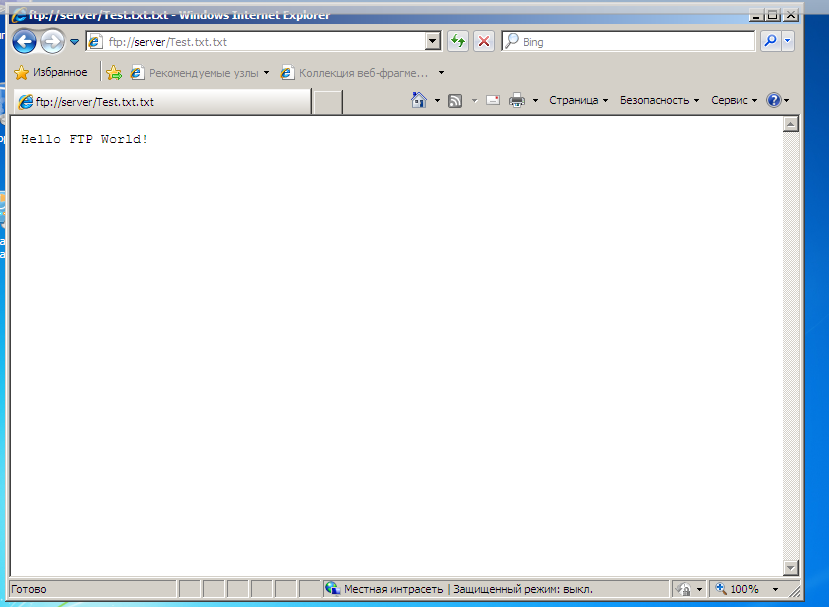 ftp://server/Test.txt.txt - Windows Internet Explorer
ftp://server/Test.txt.txt
Bing
Избранное
Рекомендуемые узлы
Коллекция веб-фрагме...
ftp://server/Test.txt.txt
Страница
Безопасность
Сервис
Hello FTP World!
Готово
Местная интрасеть | Защищенный режим: выкл.
100%